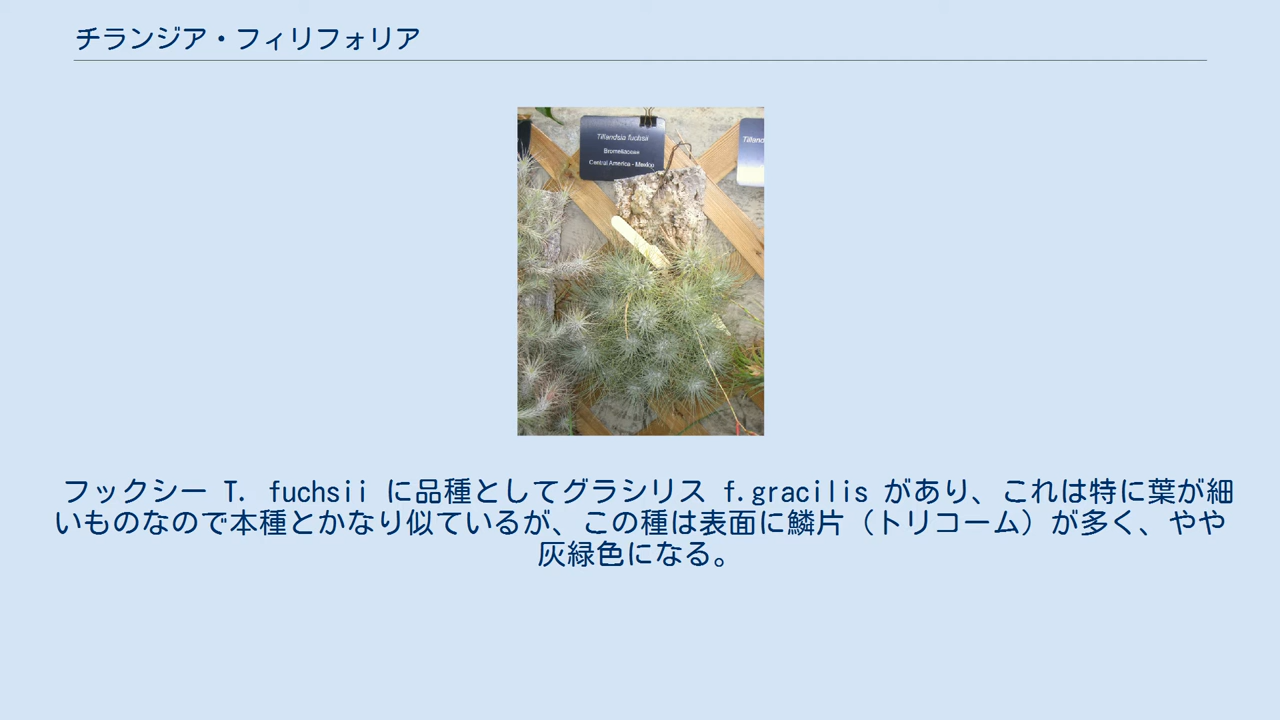 チランジア・フィリフォリア
Tillandsia fuchsii
Bromeliaceae
Central America - Mexico
Tilland
フックシー T. fuchsii に品種としてグラシリス f.gracilis があり、これは特に葉が細
いものなので本種とかなり似ているが、この種は表面に鱗片（トリコーム）が多く、やや
灰緑色になる。